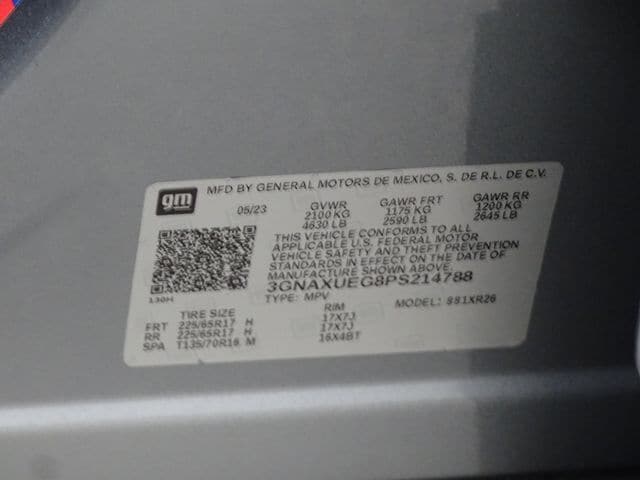 gm MFD BY GENERAL MOTORS DE MEXICO, S. DE R.L. DE C.V.
05/23 GVWR GAWR FRT GAWR RR
2100 KG 1175 KG 1200 KG
4630 LB 2590 LB 2645 LB
THIS VEHICLE CONFORMS TO ALL
APPLICABLE U.S. FEDERAL MOTOR
VEHICLE SAFETY AND THEFT PREVENTION
STANDARDS IN EFFECT ON THE DATE OF
MANUFACTURE SHOWN ABOVE.
3GNAXUEG8PS214788
130H TYPE: MPV MODEL: 881XR26
TIRE SIZE RIM
FRT 225/65R17 H 17X7J
RR 225/65R17 H 17X7J
SPA T135/70R16 M 16X4BT